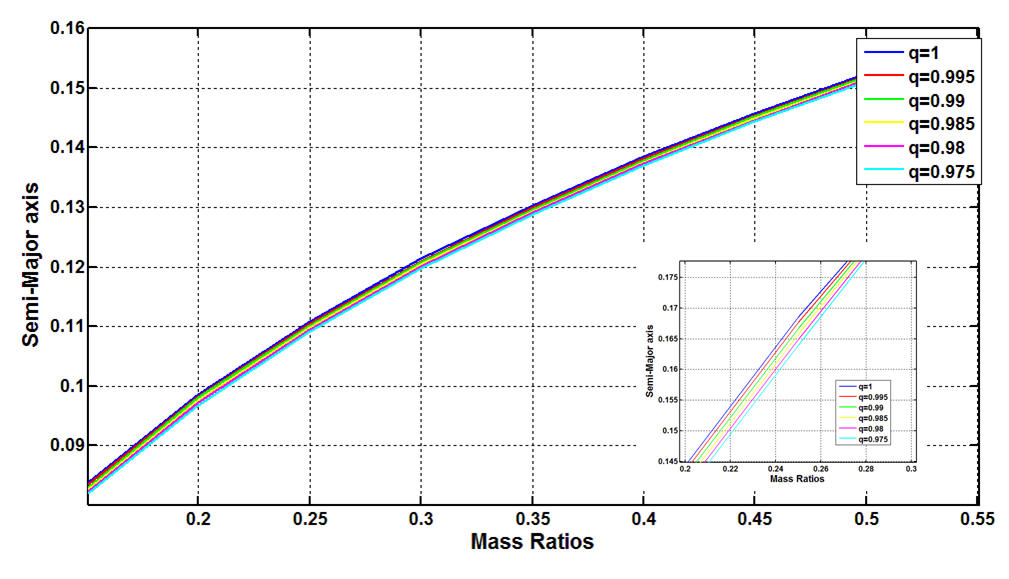 0.16
0.15
0.14
0.13
0.12
0.11
0.1
0.09
Semi-Major axis
0.2 0.25 0.3 0.35 0.4 0.45 0.5 0.55
Mass Ratios
q=1
q=0.995
q=0.99
q=0.985
q=0.98
q=0.975
0.175
0.17
0.165
0.16
0.155
0.15
0.145
Semi-Major axis
0.2 0.22 0.24 0.26 0.28 0.3
Mass Ratios
q=1
q=0.995
q=0.99
q=0.985
q=0.98
q=0.975